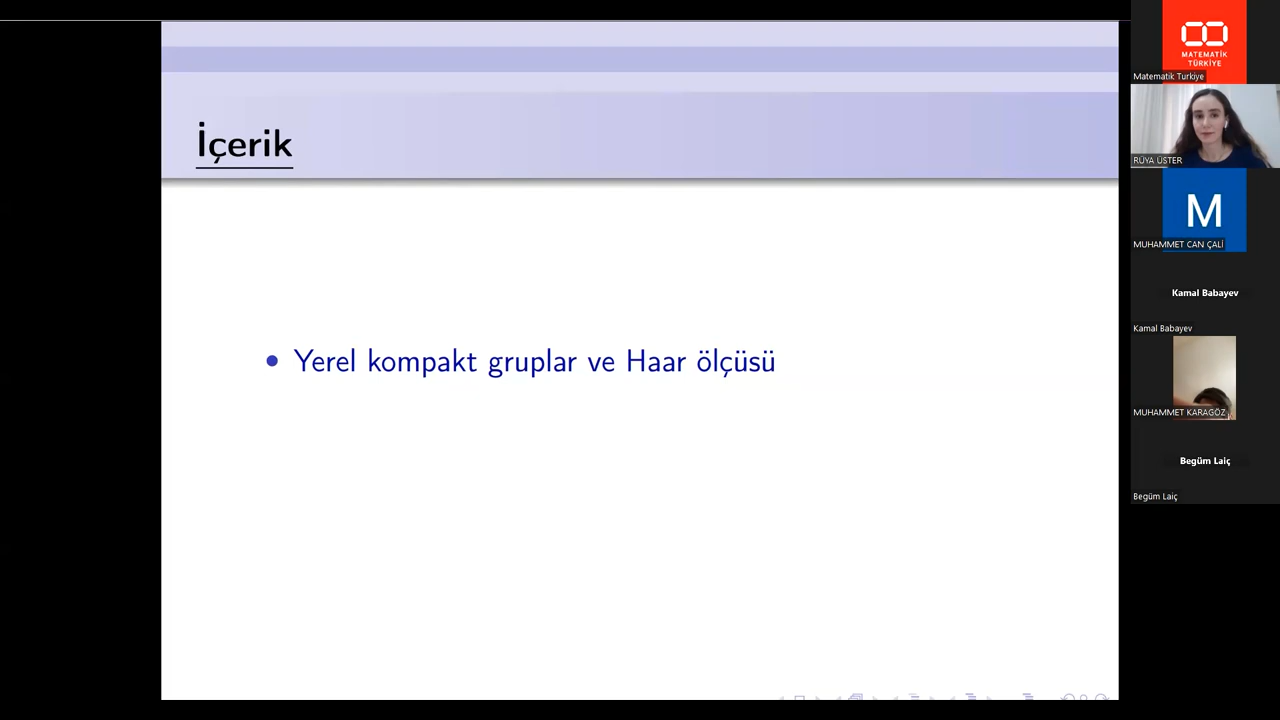 İçerik
• Yerel kompakt gruplar ve Haar ölçüsü
MATEMATİK
TÜRKİYE
Matematik Turkiye
RÜYA ÜSTER
M
MUHAMMET CAN ÇALİ
Kamal Babayev
Kamal Babayev
MUHAMMET KARAGÖZ
Begüm Laiç
Begüm Laiç